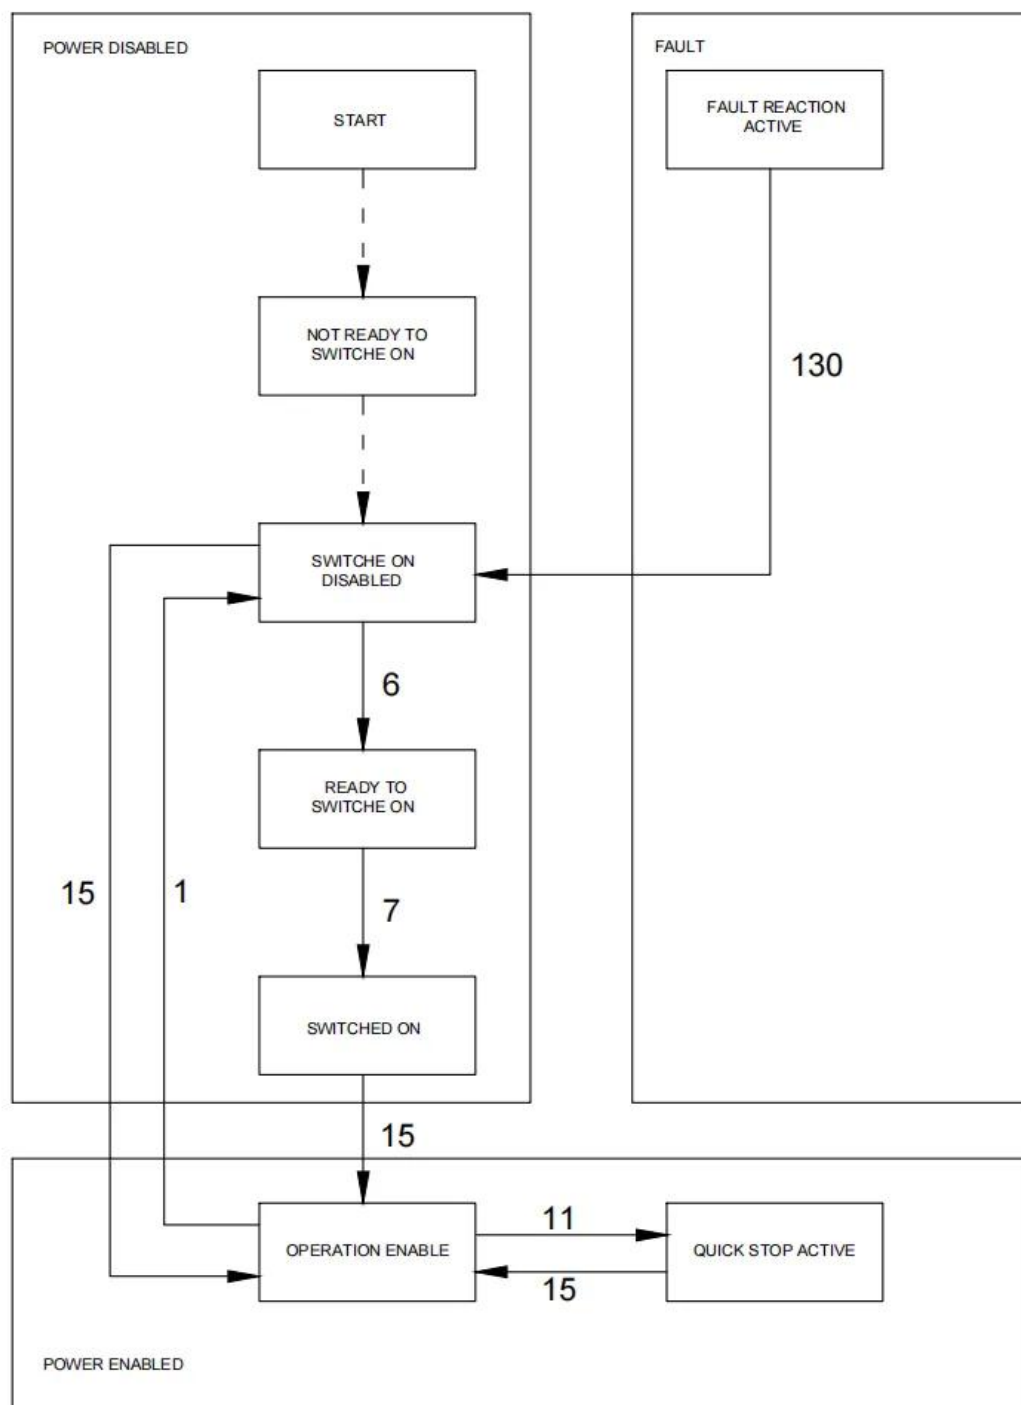 POWER DISABLED
FAULT
START
FAULT REACTION
ACTIVE
NOT READY TO
SWITCHE ON
130
SWITCHE ON
DISABLED
6
READY TO
SWITCHE ON
15
1
7
SWITCHED ON
15
OPERATION ENABLE
11
15
QUICK STOP ACTIVE
POWER ENABLED